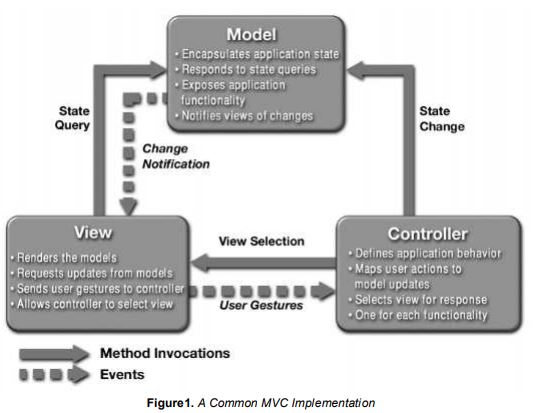 Model
• Encapsulates application state
• Responds to state queries
• Exposes application
functionality
• Notifies views of changes
State
Query
Change
Notification
State
Change
View
• Renders the models
• Requests updates from models
• Sends user gestures to controller
• Allows controller to select view
View Selection
User Gestures
Controller
• Defines application behavior
• Maps user actions to
model updates
• Selects view for response
• One for each functionality
Method Invocations
Events
Figure1. A Common MVC Implementation